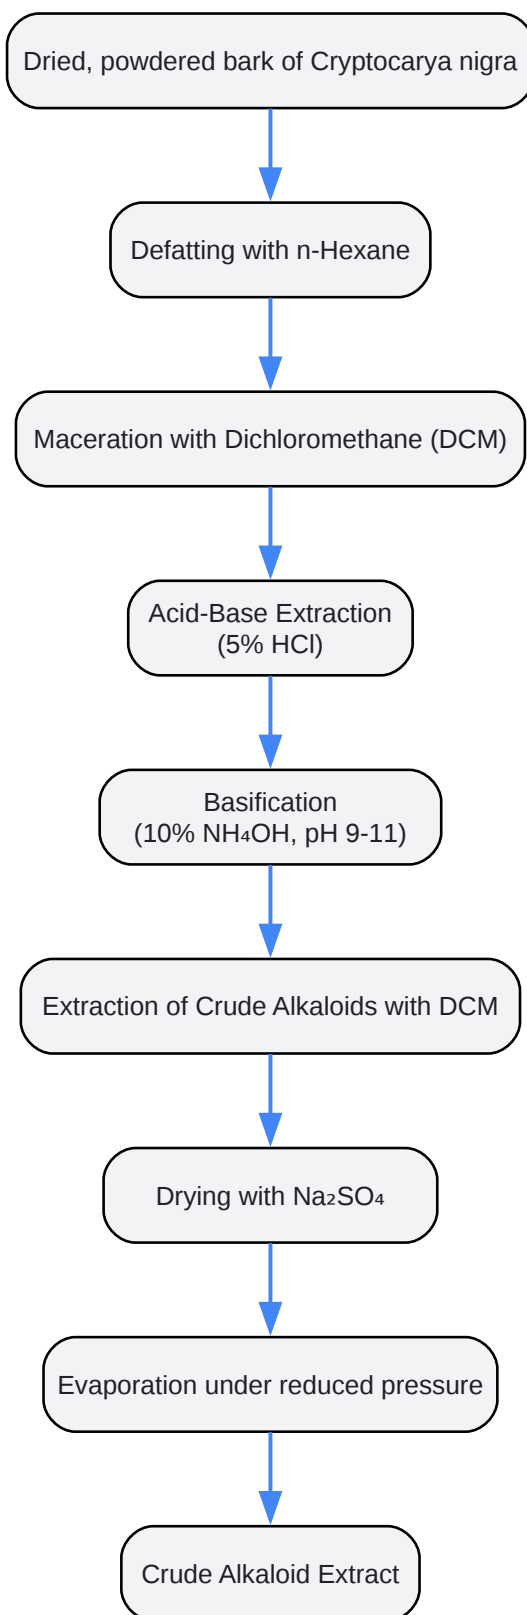 Dried, powdered bark of Cryptocarya nigra
Defatting with n-Hexane
Maceration with Dichloromethane (DCM)
Acid-Base Extraction
(5% HCl)
Basification
(10% NH₄OH, pH 9-11)
Extraction of Crude Alkaloids with DCM
Drying with Na₂SO₄
Evaporation under reduced pressure
Crude Alkaloid Extract